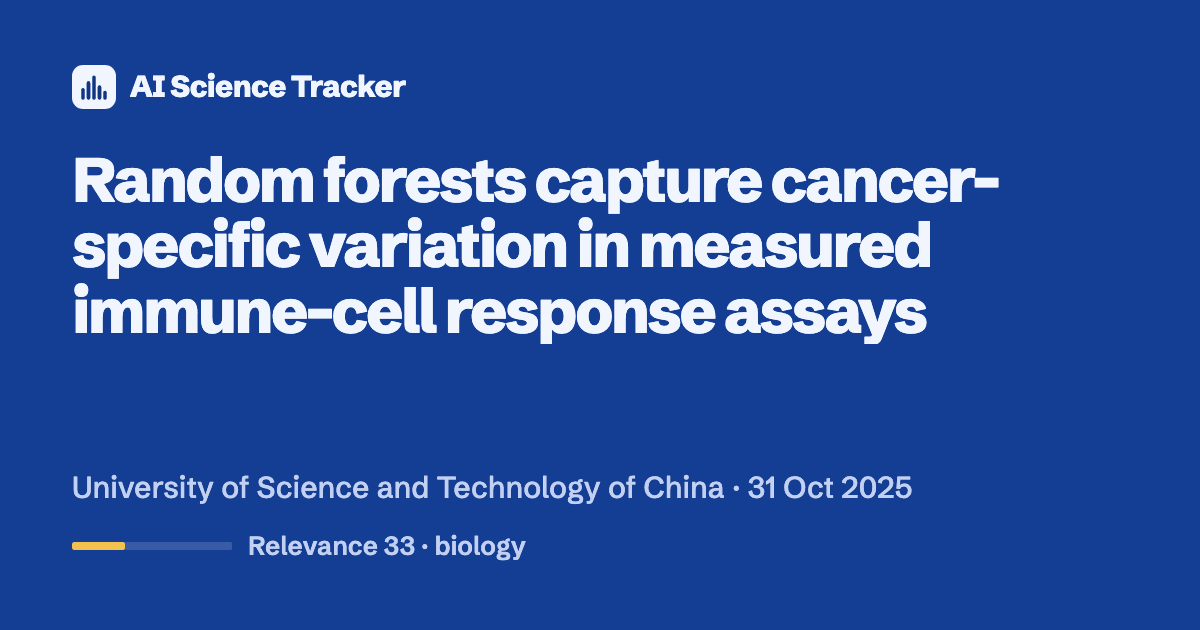 AI Science Tracker
Random forests capture cancer-
specific variation in measured
immune-cell response assays
University of Science and Technology of China · 31 Oct 2025
Relevance 33 · biology